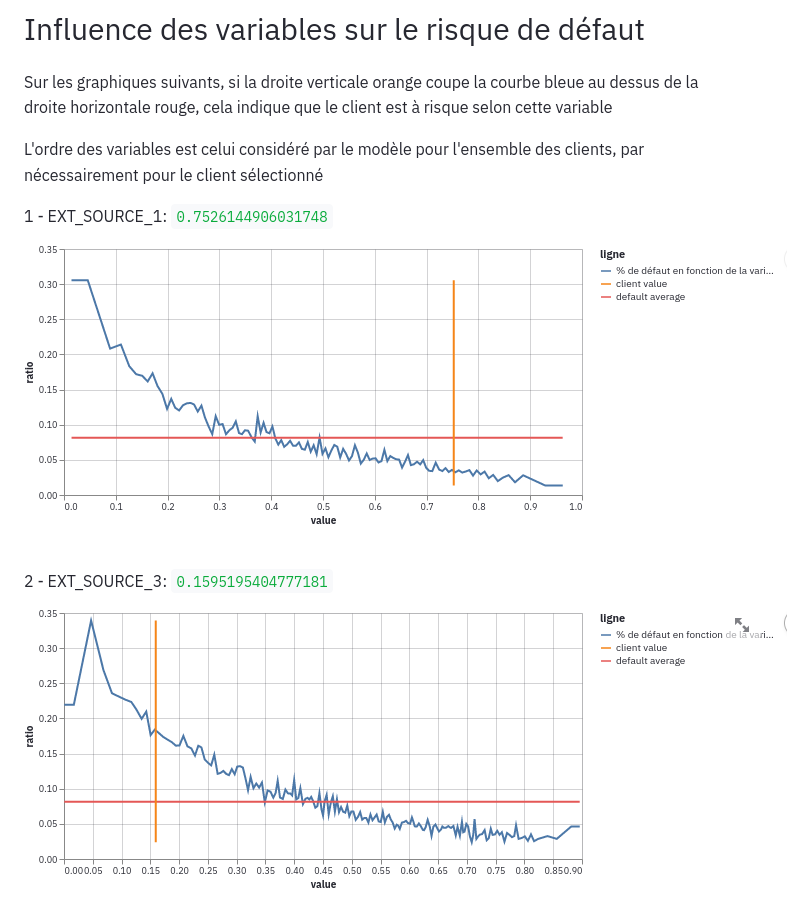 Influence des variables sur le risque de défaut
Sur les graphiques suivants, si la droite verticale orange coupe la courbe bleue au dessus de la
droite horizontale rouge, cela indique que le client est à risque selon cette variable
L'ordre des variables est celui considéré par le modèle pour l'ensemble des clients, par
nécessairement pour le client sélectionné
1 - EXT_SOURCE_1: 0.7526144906031748
0.35
0.30
0.25
0.20
0.15
0.10
0.05
0.00
ratio
0.0 0.1 0.2 0.3 0.4 0.5 0.6 0.7 0.8 0.9 1.0
value
ligne
% de défaut en fonction de la vari...
client value
default average
2 - EXT_SOURCE_3: 0.1595195404777181
0.35
0.30
0.25
0.20
0.15
0.10
0.05
0.00
ratio
0.00 0.05 0.10 0.15 0.20 0.25 0.30 0.35 0.40 0.45 0.50 0.55 0.60 0.65 0.70 0.75 0.80 0.85 0.90
value
ligne
% de défaut en fonction de la vari...
client value
default average